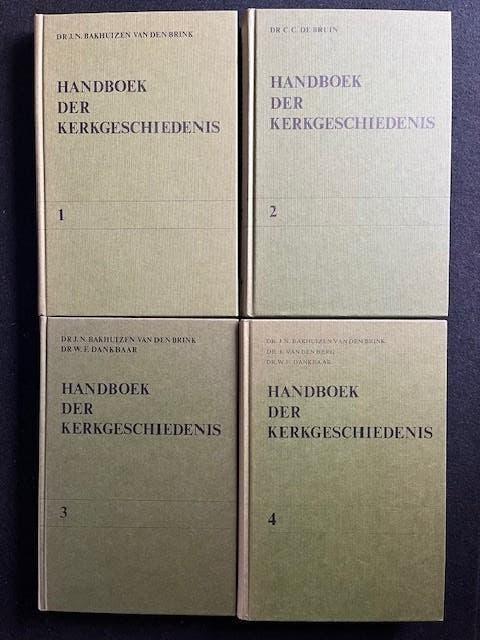 DR J. N. BAKHUIZEN VAN DEN BRINK
HANDBOEK
DER
KERKGESCHIEDENIS
1
DR C. C. DE BRUIN
HANDBOEK
DER
KERKGESCHIEDENIS
2
DR J. N. BAKHUIZEN VAN DEN BRINK
DR W. F. DANKBAAR
HANDBOEK
DER
KERKGESCHIEDENIS
3
DR J. N. BAKHUIZEN VAN DEN BRINK
DR J. VAN DEN BERG
DR W. F. DANKBAAR
HANDBOEK
DER
KERKGESCHIEDENIS
4